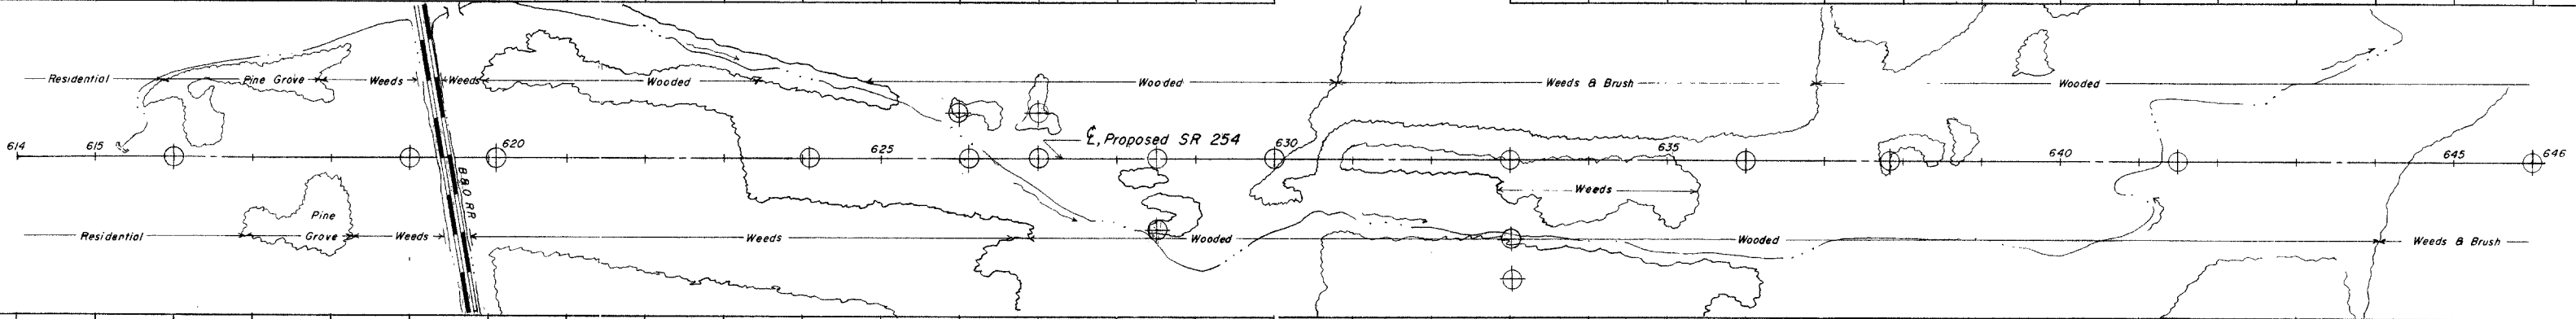 Residential Pine Grove Weeds Weeds Wooded Wooded Weeds & Brush Wooded
℄, Proposed SR 254
614 615 620 625 630 635 640 645 646
B&O RR
Weeds
Pine
Residential Grove Weeds Weeds Wooded Wooded Weeds & Brush